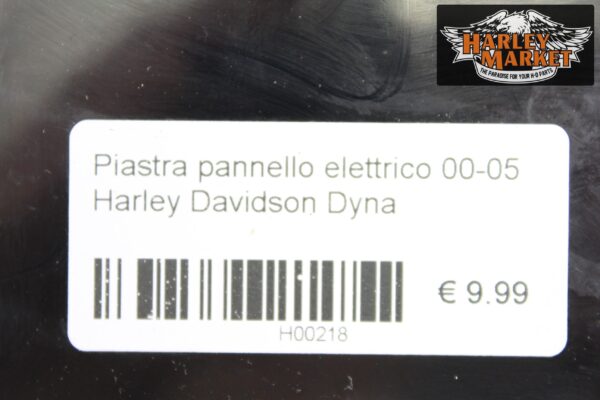 HARLEY
MARKET
THE PARADISE FOR YOUR H-D PARTS
Piastra pannello elettrico 00-05
Harley Davidson Dyna
€ 9.99
H00218